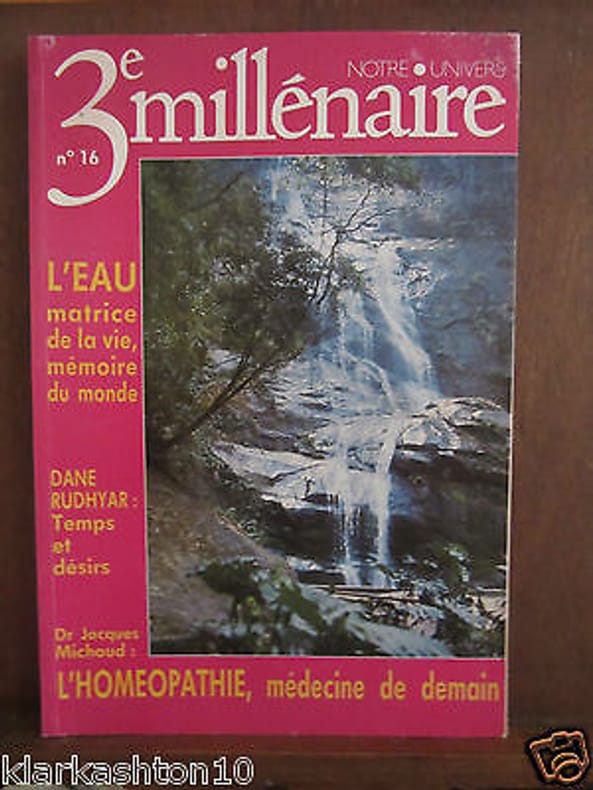 NOTRE • UNIVERS
3e millénaire
n° 16
L'EAU
matrice
de la vie,
mémoire
du monde
DANE
RUDHYAR :
Temps
et
désirs
Dr Jacques
Michaud :
L'HOMEOPATHIE, médecine de demain
klarkashton10